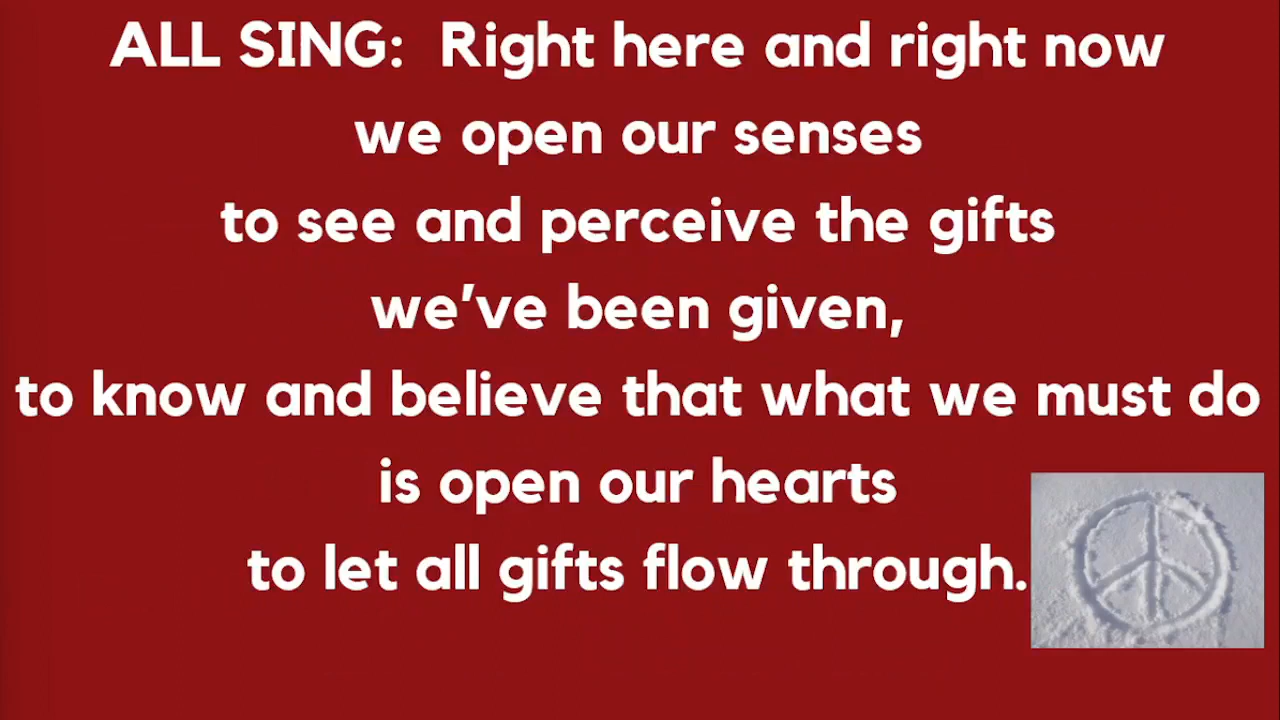 ALL SING:  Right here and right now
we open our senses
to see and perceive the gifts
we’ve been given,
to know and believe that what we must do
is open our hearts
to let all gifts flow through.